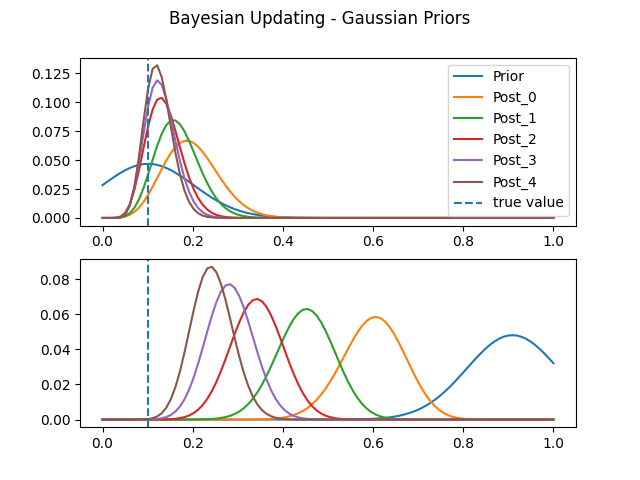 Bayesian Updating - Gaussian Priors
0.125
0.100
0.075
0.050
0.025
0.000
Prior
Post_0
Post_1
Post_2
Post_3
Post_4
true value
0.0 0.2 0.4 0.6 0.8 1.0
0.08
0.06
0.04
0.02
0.00
0.0 0.2 0.4 0.6 0.8 1.0